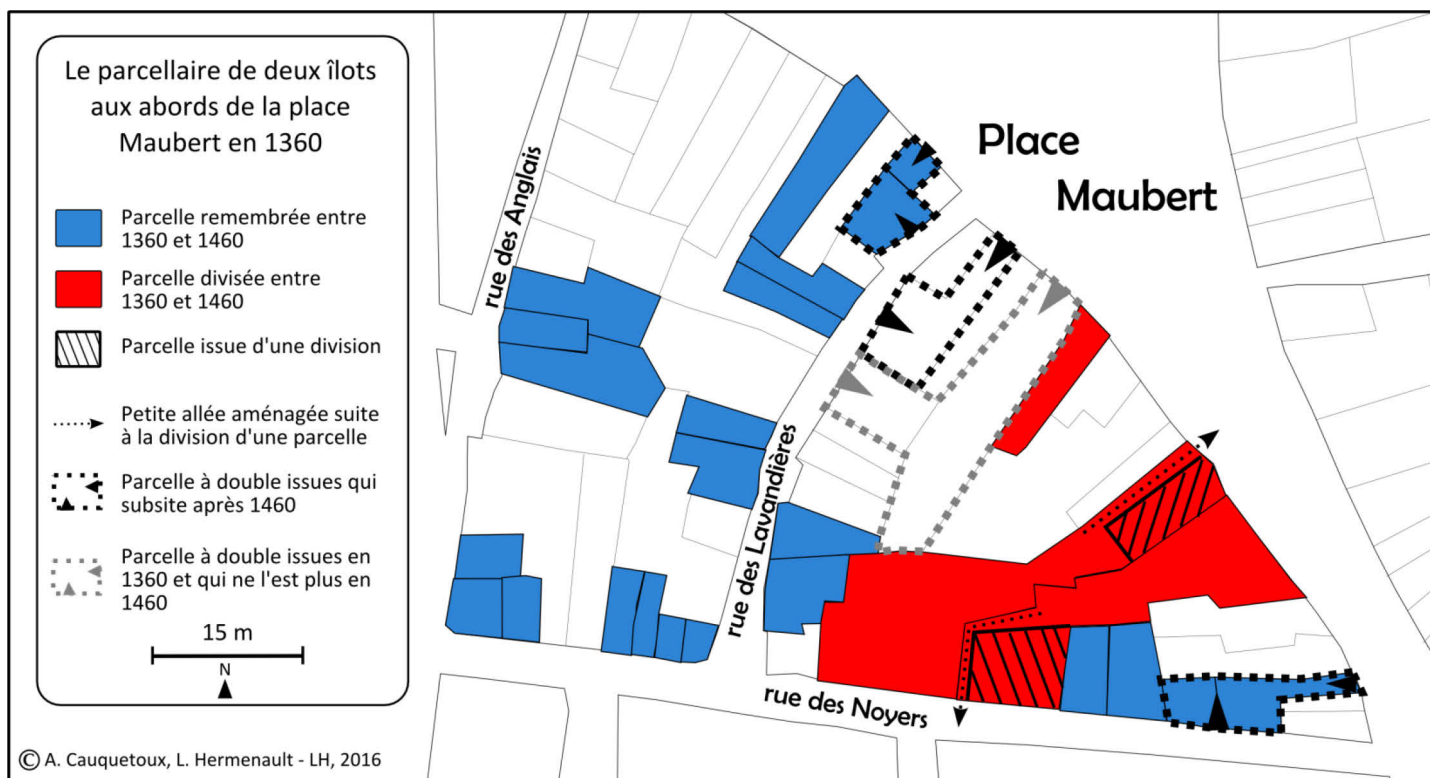 Le parcellaire de deux îlots
aux abords de la place
Maubert en 1360
Parcelle remembrée entre
1360 et 1460
Parcelle divisée entre
1360 et 1460
Parcelle issue d'une division
Petite allée aménagée suite
à la division d'une parcelle
Parcelle à double issues qui
subsite après 1460
Parcelle à double issues en
1360 et qui ne l'est plus en
1460
15 m
N
© A. Cauquetoux, L. Hermenault - LH, 2016
rue des Anglais
Place
Maubert
rue des Lavandières
rue des Noyers